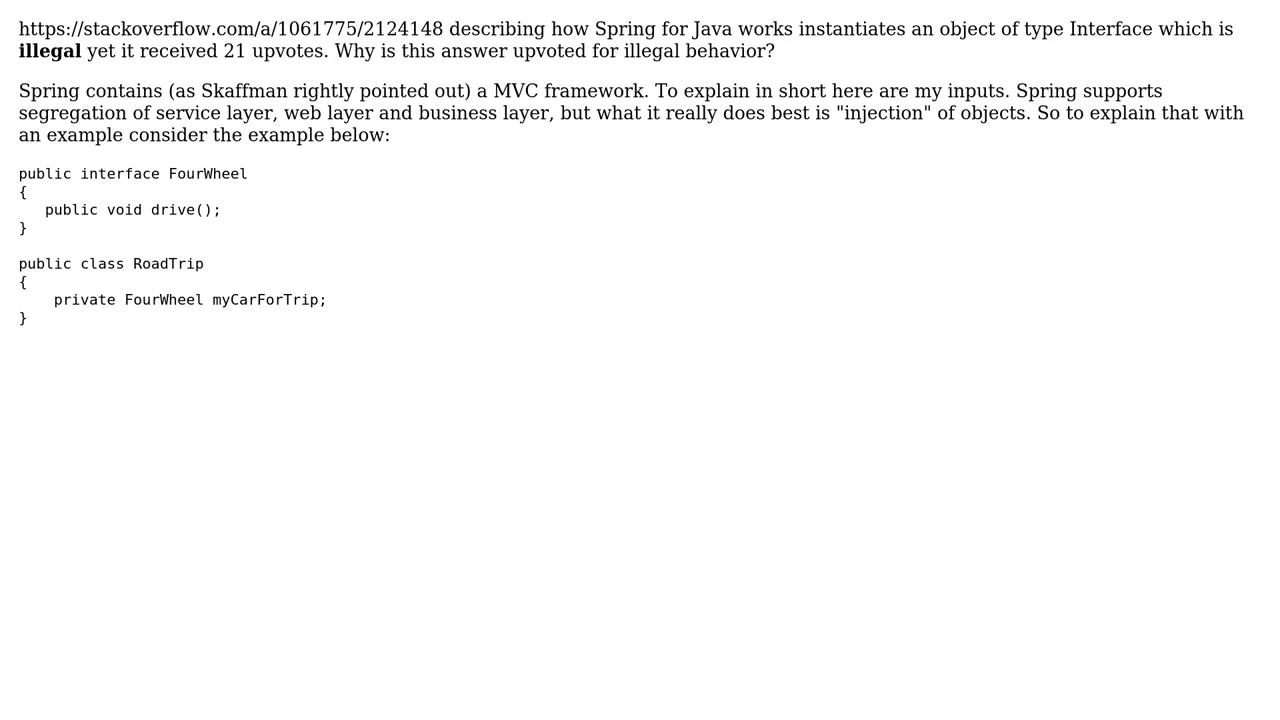 https://stackoverflow.com/a/1061775/2124148 describing how Spring for Java works instantiates an object of type Interface which is
illegal yet it received 21 upvotes. Why is this answer upvoted for illegal behavior?
Spring contains (as Skaffman rightly pointed out) a MVC framework. To explain in short here are my inputs. Spring supports
segregation of service layer, web layer and business layer, but what it really does best is "injection" of objects. So to explain that with
an example consider the example below:
public interface FourWheel
{
   public void drive();
}
public class RoadTrip
{
    private FourWheel myCarForTrip;
}